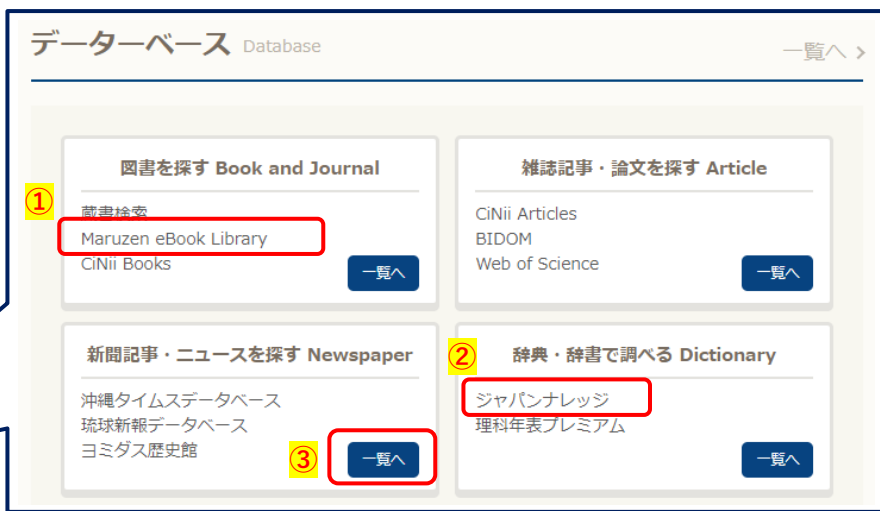 データーベース Database
一覧へ >
図書を探す Book and Journal
①
蔵書検索
Maruzen eBook Library
CiNii Books
一覧へ
雑誌記事・論文を探す Article
CiNii Articles
BIDOM
Web of Science
一覧へ
新聞記事・ニュースを探す Newspaper
沖縄タイムスデータベース
琉球新報データベース
ヨミダス歴史館
③
一覧へ
②
辞典・辞書で調べる Dictionary
ジャパンナレッジ
理科年表プレミアム
一覧へ